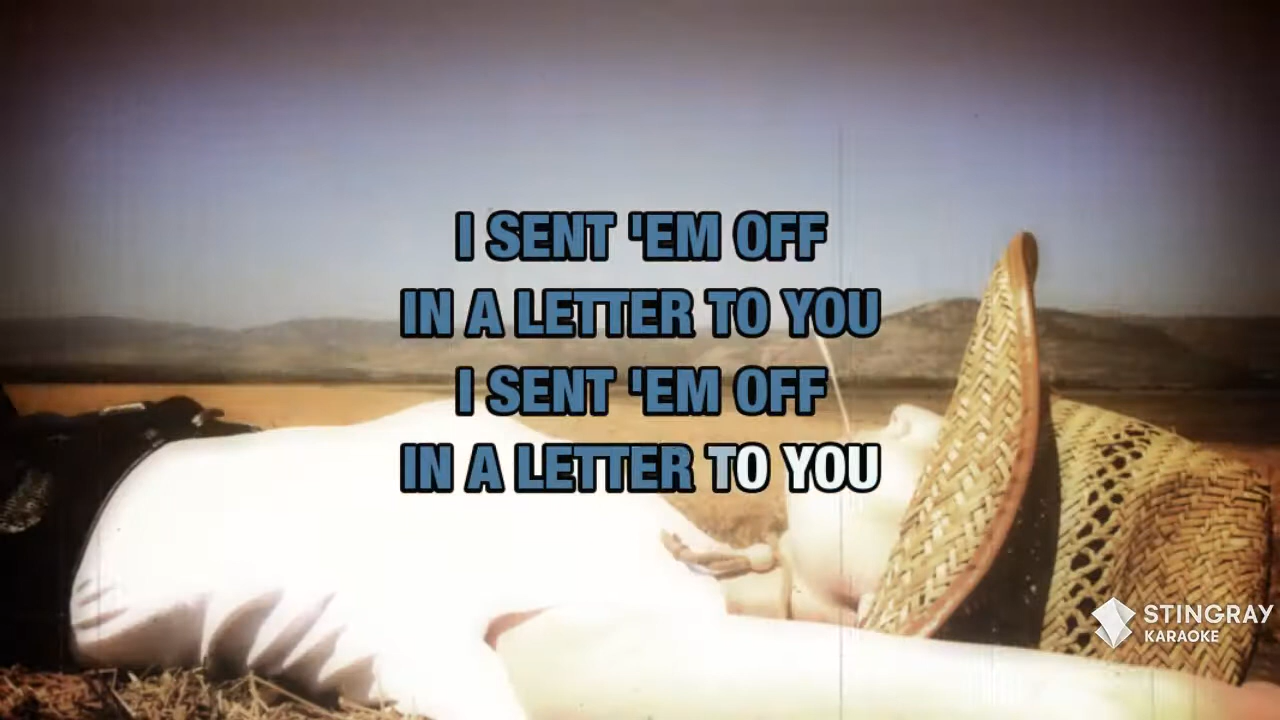 I SENT 'EM OFF
IN A LETTER TO YOU
I SENT 'EM OFF
IN A LETTER TO YOU
STINGRAY
KARAOKE